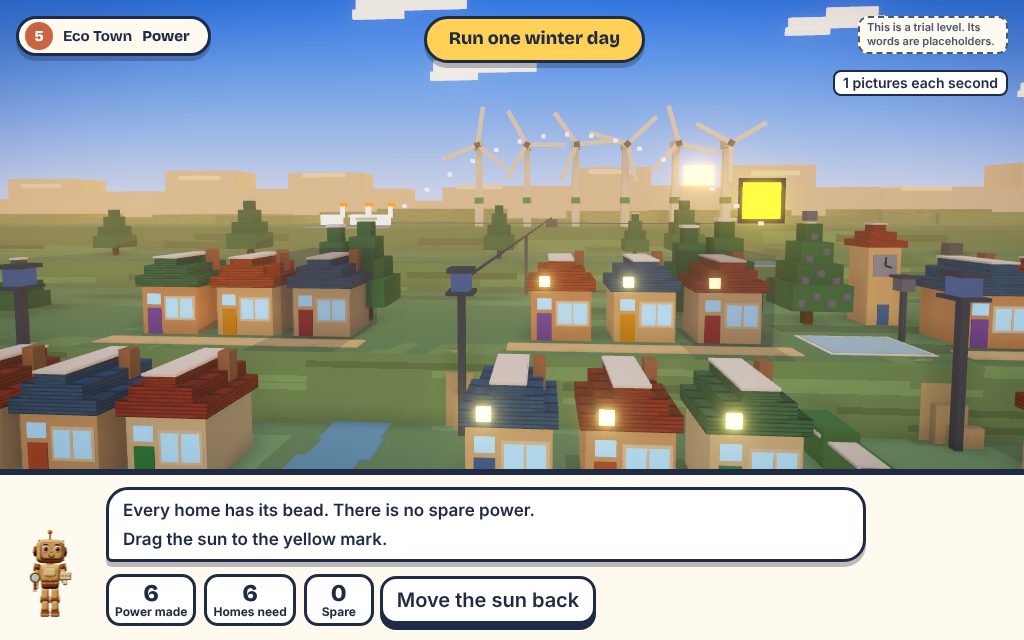 5 Eco Town Power
Run one winter day
This is a trial level. Its
words are placeholders.
1 pictures each second
Every home has its bead. There is no spare power.
Drag the sun to the yellow mark.
6
Power made
6
Homes need
0
Spare
Move the sun back